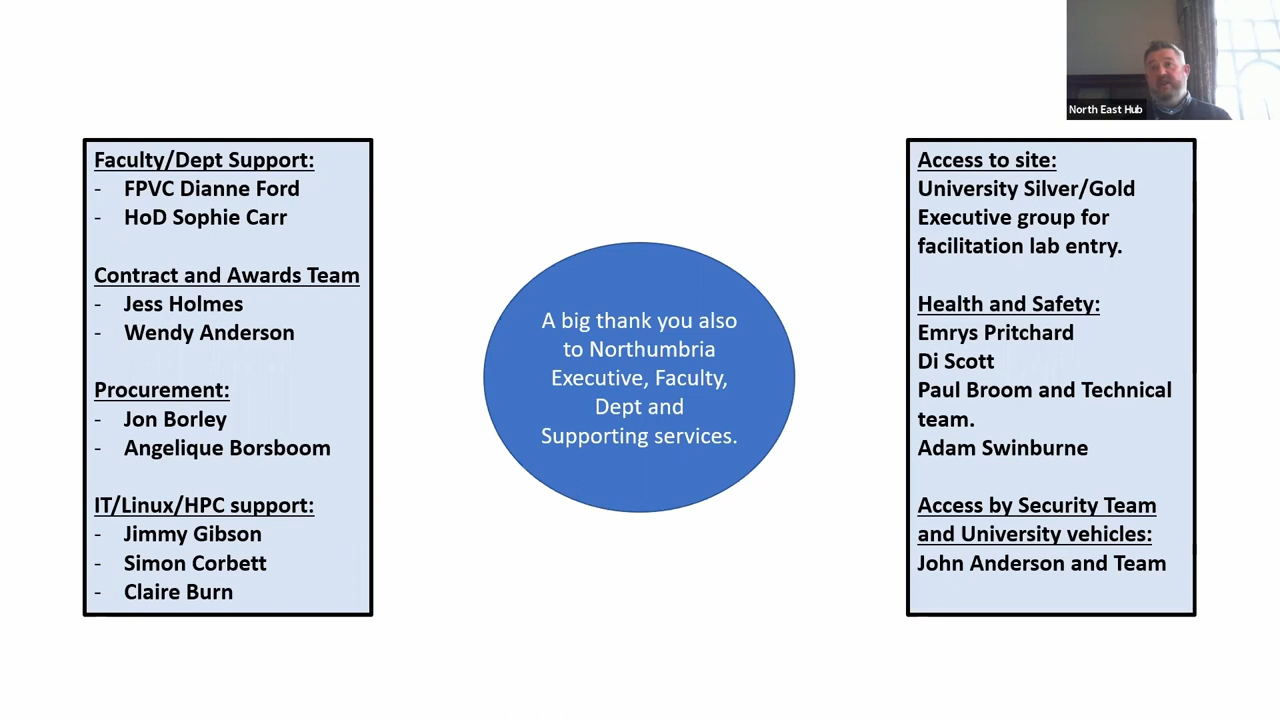 North East Hub
Faculty/Dept Support:
- FPVC Dianne Ford
- HoD Sophie Carr
Contract and Awards Team
- Jess Holmes
- Wendy Anderson
Procurement:
- Jon Borley
- Angelique Borsboom
IT/Linux/HPC support:
- Jimmy Gibson
- Simon Corbett
- Claire Burn
A big thank you also
to Northumbria
Executive, Faculty,
Dept and
Supporting services.
Access to site:
University Silver/Gold
Executive group for
facilitation lab entry.
Health and Safety:
Emrys Pritchard
Di Scott
Paul Broom and Technical
team.
Adam Swinburne
Access by Security Team
and University vehicles:
John Anderson and Team